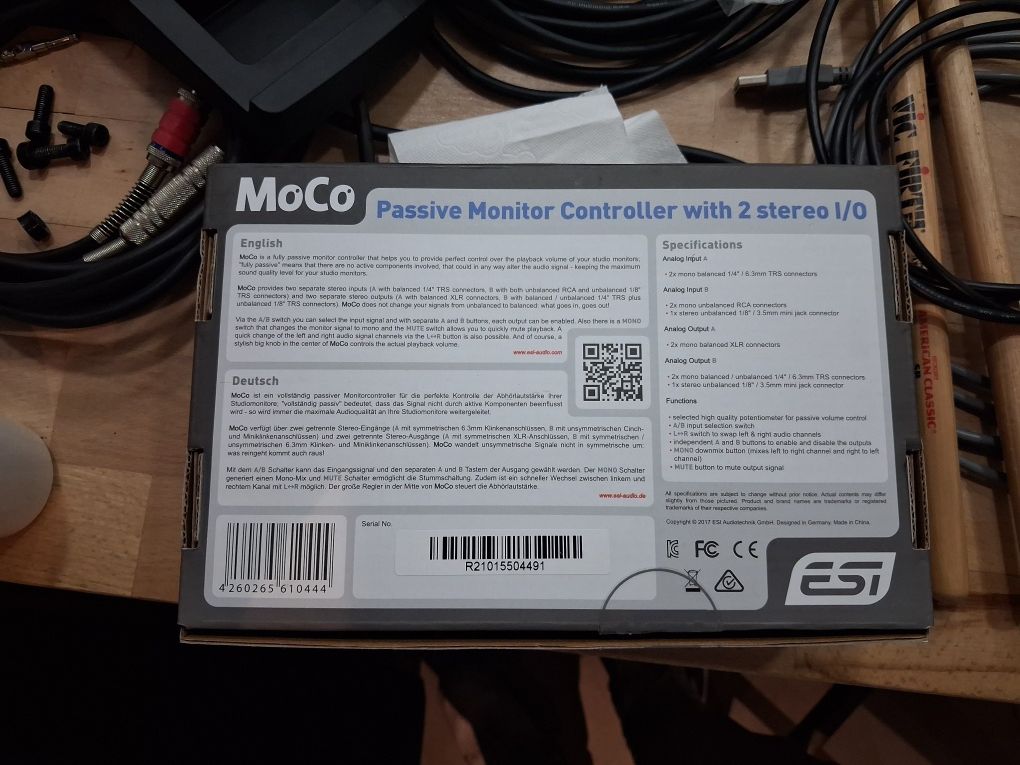 MoCo
Passive Monitor Controller with 2 stereo I/O
English
MoCo is a fully passive monitor controller that helps you to provide perfect control over the playback volume of your studio monitors;
"fully passive" means that there are no active components involved, that could in any way alter the audio signal - keeping the maximum
sound quality level for your studio monitors.
MoCo provides two separate stereo inputs (A with balanced 1/4" TRS connectors, B with both unbalanced RCA and unbalanced 1/8"
TRS connectors) and two separate stereo outputs (A with balanced XLR connectors, B with balanced / unbalanced 1/4" TRS plus
unbalanced 1/8" TRS connectors). MoCo does not change your signals from unbalanced to balanced: what goes in, goes out!
Via the A/B switch you can select the input signal and with separate A and B buttons, each output can be enabled. Also there is a MONO
switch that changes the monitor signal to mono and the MUTE switch allows you to quickly mute playback. A
quick change of the left and right audio signal channels via the L↔R button is also possible. And of course, a
stylish big knob in the center of MoCo controls the actual playback volume.
www.esi-audio.com
Deutsch
MoCo ist ein vollständig passiver Monitorcontroller für die perfekte Kontrolle der Abhörlautstärke Ihrer
Studiomonitore; "vollständig passiv" bedeutet, dass das Signal nicht durch aktive Komponenten beeinflusst
wird - so wird immer die maximale Audioqualität an Ihre Studiomonitore weitergeleitet.
MoCo verfügt über zwei getrennte Stereo-Eingänge (A mit symmetrischen 6.3mm Klinkenanschlüssen, B mit unsymmetrischen Cinch-
und Miniklinkenanschlüssen) und zwei getrennte Stereo-Ausgänge (A mit symmetrischen XLR-Anschlüssen, B mit symmetrischen /
unsymmetrischen 6.3mm Klinken- und Miniklinkenanschlüssen). MoCo wandelt unsymmetrische Signale nicht in symmetrische um:
was reingeht kommt auch raus!
Mit dem A/B Schalter kann das Eingangssignal und den separaten A und B Tastern der Ausgang gewählt werden. Der MONO Schalter
generiert einen Mono-Mix und MUTE Schalter ermöglicht die Stummschaltung. Zudem ist ein schneller Wechsel zwischen linkem und
rechtem Kanal mit L↔R möglich. Der große Regler in der Mitte von MoCo steuert die Abhörlautstärke.
www.esi-audio.de
Specifications
Analog Input A
• 2x mono balanced 1/4" / 6.3mm TRS connectors
Analog Input B
• 2x mono unbalanced RCA connectors
• 1x stereo unbalanced 1/8" / 3.5mm mini jack connector
Analog Output A
• 2x mono balanced XLR connectors
Analog Output B
• 2x mono balanced / unbalanced 1/4" / 6.3mm TRS connectors
• 1x stereo unbalanced 1/8" / 3.5mm mini jack connector
Functions
• selected high quality potentiometer for passive volume control
• A/B input selection switch
• L↔R switch to swap left & right audio channels
• independent A and B buttons to enable and disable the outputs
• MONO downmix button (mixes left to right channel and right to left
channel)
• MUTE button to mute output signal
All specifications are subject to change without prior notice. Actual contents may differ
slightly from those pictured. Product and brand names are trademarks or registered
trademarks of their respective companies.
Copyright © 2017 ESI Audiotechnik GmbH. Designed in Germany. Made in China.
4 260265 610444
Serial No.
R21015504491
FC CE
ESI
VIC FIRTH
AMERICAN CLASSIC
5B